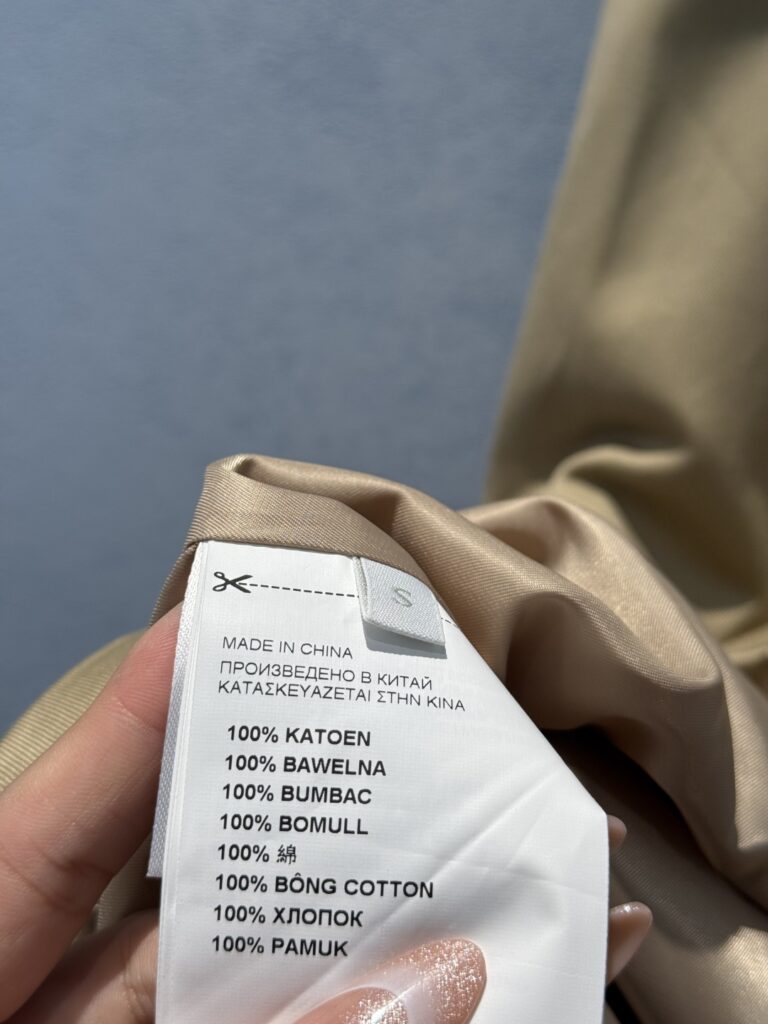 S
MADE IN CHINA
ПРОИЗВЕДЕНО В КИТАЙ
ΚΑΤΑΣΚΕΥΑΖΕΤΑΙ ΣΤΗΝ ΚΙΝΑ
100% KATOEN
100% BAWELNA
100% BUMBAC
100% BOMULL
100% 綿
100% BÔNG COTTON
100% ХЛОПОК
100% PAMUK